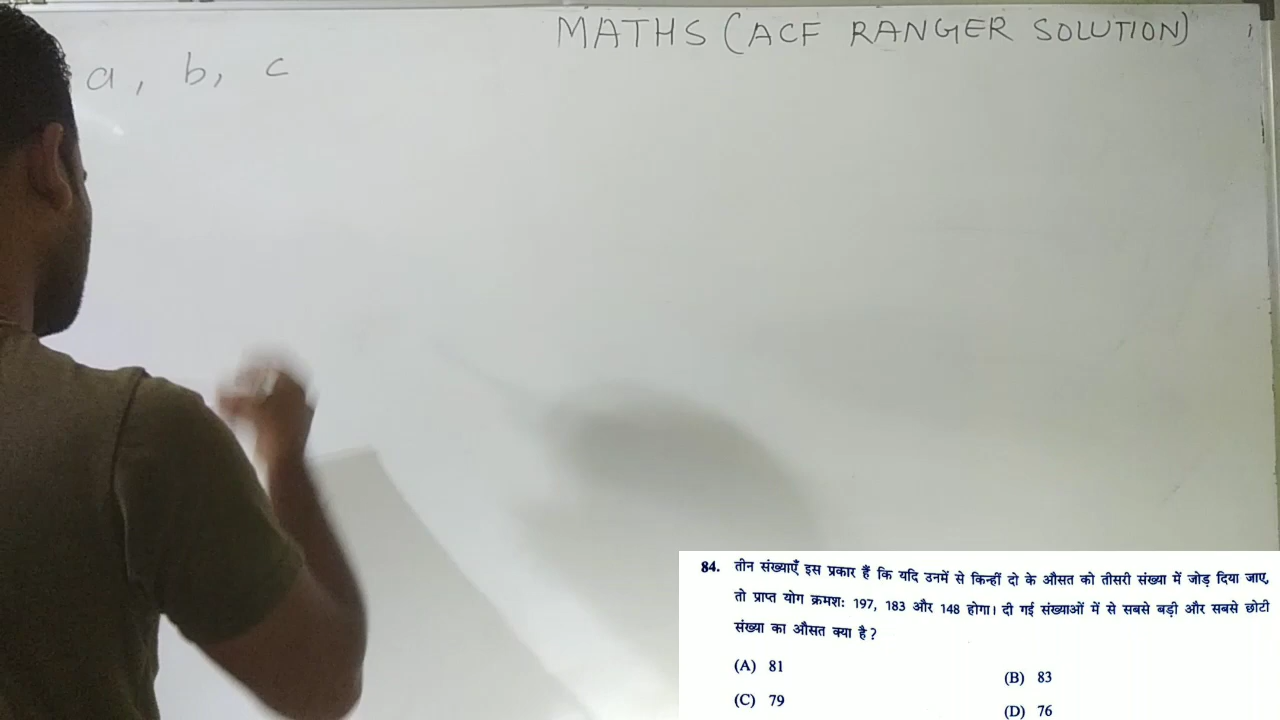 MATHS (ACF RANGER SOLUTION)
a, b, c
84. तीन संख्याएँ इस प्रकार हैं कि यदि उनमें से किन्हीं दो के औसत को तीसरी संख्या में जोड़ दिया जाए,
तो प्राप्त योग क्रमश: 197, 183 और 148 होगा। दी गई संख्याओं में से सबसे बड़ी और सबसे छोटी
संख्या का औसत क्या है?
(A) 81
(B) 83
(C) 79
(D) 76